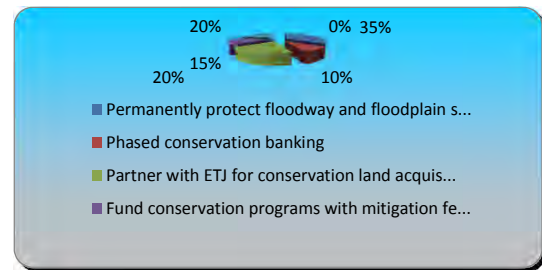 20% 0% 35%
15%
20% 10%
Permanently protect floodway and floodplain s...
Phased conservation banking
Partner with ETJ for conservation land acquis...
Fund conservation programs with mitigation fe...